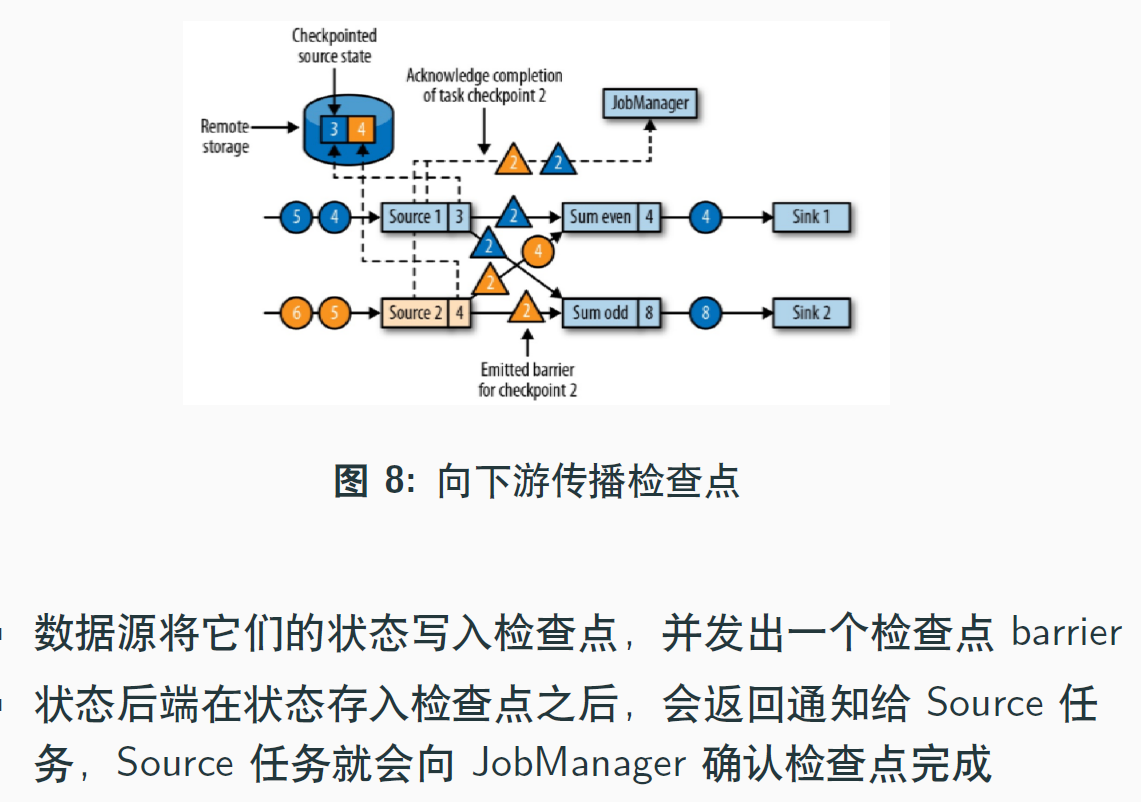 Checkpointed
source state
Acknowledge completion
of task checkpoint 2
JobManager
Remote
storage
3 4
2 2
5 4 Source 1 3 2 Sum even 4 4 Sink 1
2 4
2
6 5 Source 2 4 2 Sum odd 8 8 Sink 2
Emitted barrier
for checkpoint 2
图 8: 向下游传播检查点
数据源将它们的状态写入检查点，并发出一个检查点 barrier
状态后端在状态存入检查点之后，会返回通知给 Source 任
务，Source 任务就会向 JobManager 确认检查点完成